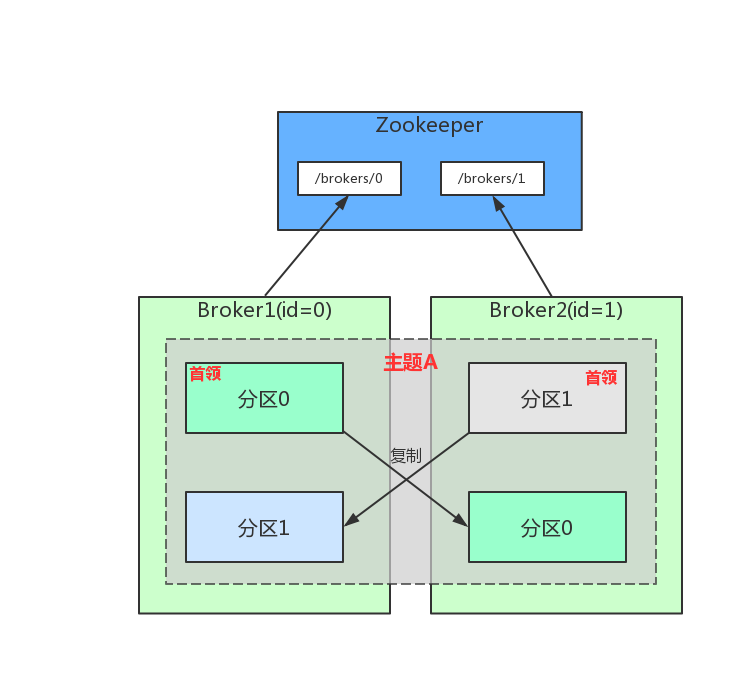 Zookeeper
/brokers/0
/brokers/1
Broker1(id=0)
Broker2(id=1)
主题A
首领
首领
分区0
分区1
复制
分区1
分区0